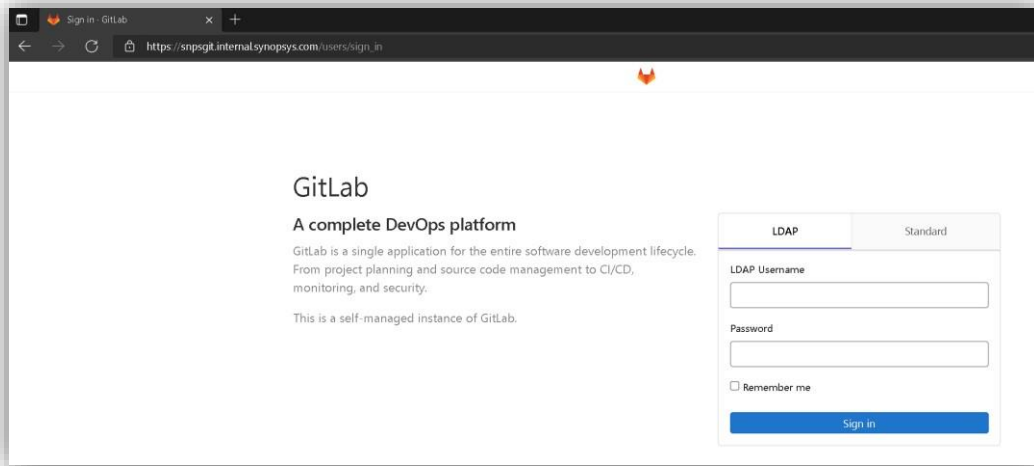 Sign in · GitLab
https://snpsgit.internal.synopsys.com/users/sign_in
GitLab
A complete DevOps platform
GitLab is a single application for the entire software development lifecycle.
From project planning and source code management to CI/CD,
monitoring, and security.
This is a self-managed instance of GitLab.
LDAP
Standard
LDAP Username
Password
Remember me
Sign in